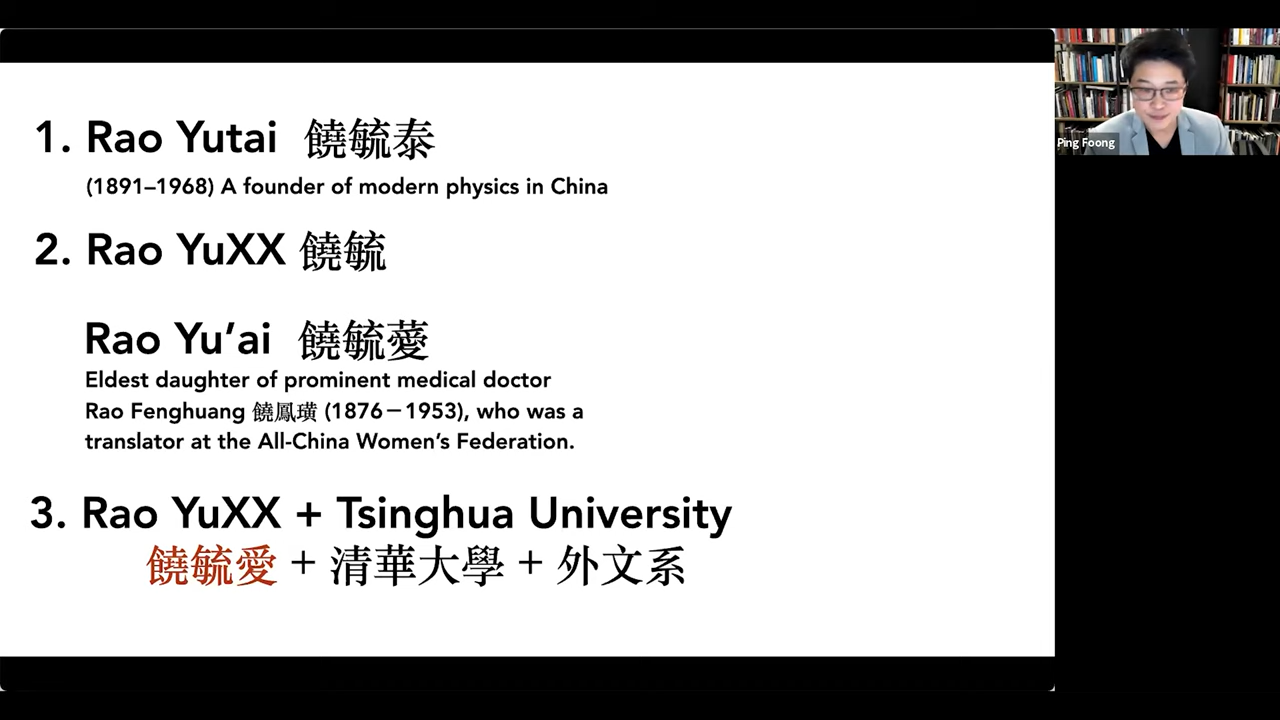 1. Rao Yutai 饒毓泰
(1891–1968) A founder of modern physics in China
2. Rao YuXX 饒毓
Rao Yu’ai 饒毓薆
Eldest daughter of prominent medical doctor
Rao Fenghuang 饒鳳璜 (1876－1953), who was a
translator at the All-China Women’s Federation.
3. Rao YuXX + Tsinghua University
饒毓愛 + 清華大學 + 外文系
Ping Foong